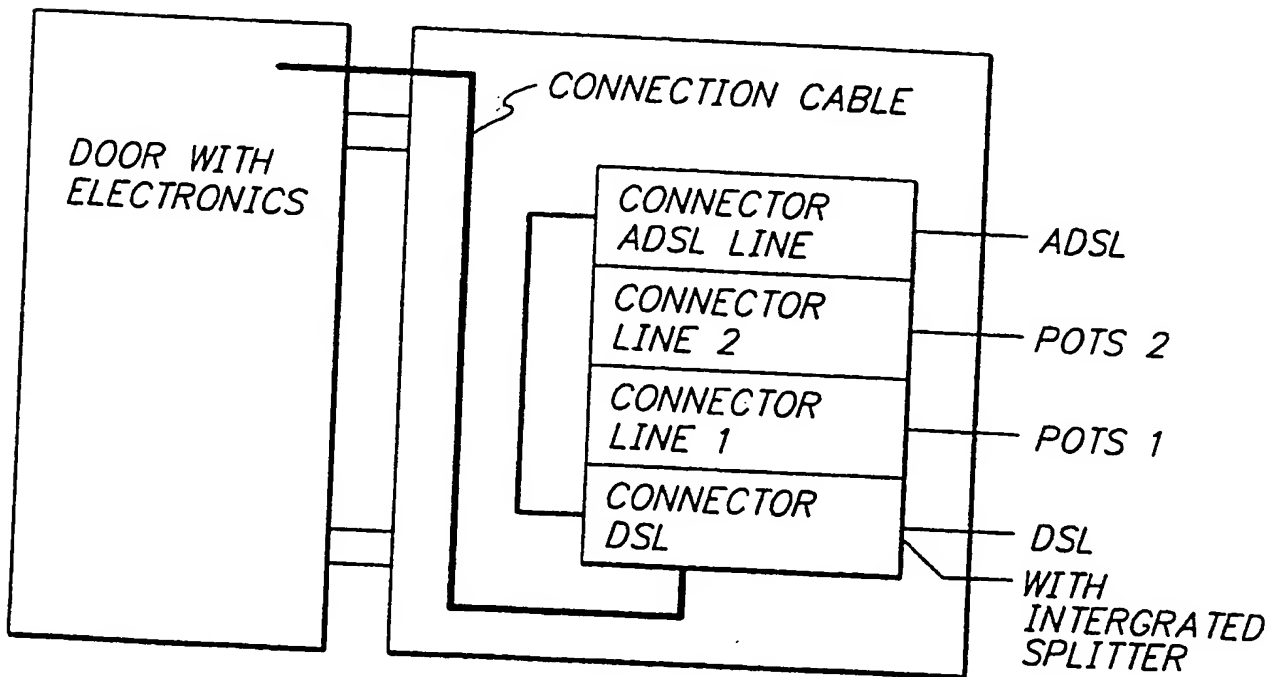 CONNECTION CABLE
DOOR WITH
ELECTRONICS
CONNECTOR
ADSL LINE
ADSL
CONNECTOR
LINE 2
POTS 2
CONNECTOR
LINE 1
POTS 1
CONNECTOR
DSL
DSL
WITH
INTERGRATED
SPLITTER